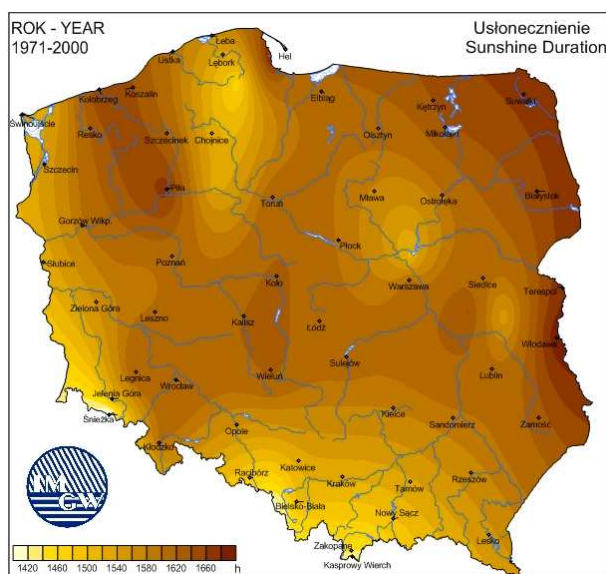 ROK - YEAR
1971-2000
Usłonecznienie
Sunshine Duration
Łeba
Ustka
Lębork
Hel
Kołobrzeg
Koszalin
Elbląg
Kętrzyn
Suwałki
Świnoujście
Resko
Szczecinek
Chojnice
Olsztyn
Mikołajki
Szczecin
Piła
Toruń
Mława
Ostrołęka
Białystok
Gorzów Wlkp.
Płock
Słubice
Poznań
Koło
Warszawa
Siedlce
Terespol
Zielona Góra
Leszno
Kalisz
Łódź
Włodawa
Sulejów
Legnica
Wrocław
Wieluń
Lublin
Jelenia Góra
Śnieżka
Opole
Kielce
Sandomierz
Zamość
Kłodzko
Racibórz
Katowice
Kraków
Tarnów
Rzeszów
Bielsko-Biała
Nowy Sącz
Lesko
Zakopane
Kasprowy Wierch
IM
GW
1420 1460 1500 1540 1580 1620 1660 h